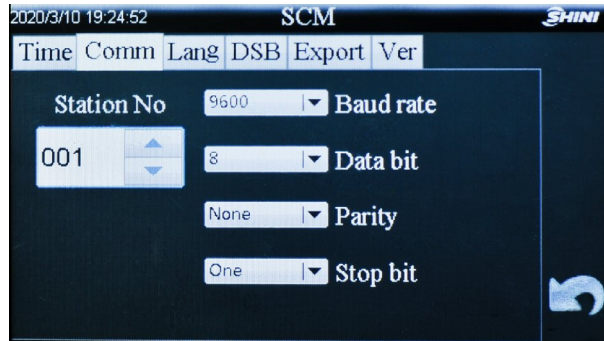 2020/3/10 19:24:52 SCM SHINI
Time Comm Lang DSB Export Ver
Station No 9600 Baud rate
001 8 Data bit
None Parity
One Stop bit